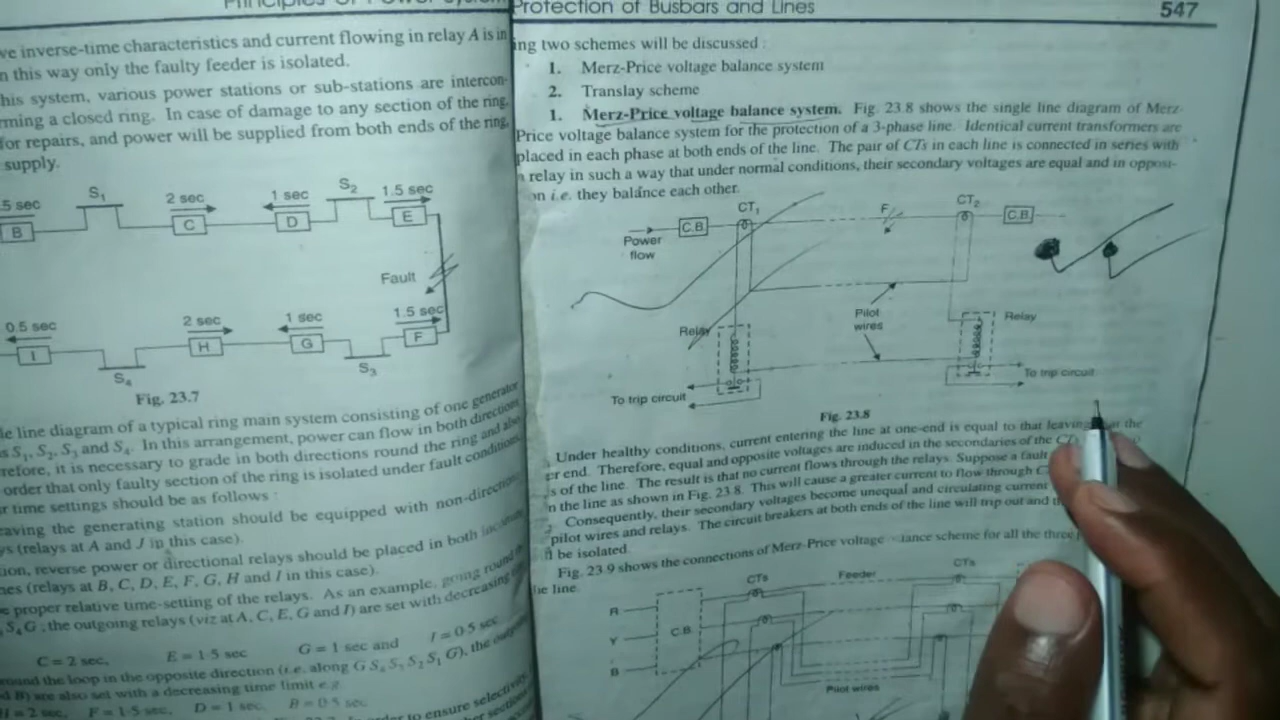 Principles of Power System
ve inverse-time characteristics and current flowing in relay A is in
n this way only the faulty feeder is isolated.
his system, various power stations or sub-stations are intercon-
rming a closed ring. In case of damage to any section of the ring,
for repairs, and power will be supplied from both ends of the ring,
supply.
5 sec
S1
2 sec
1 sec
S2
1.5 sec
B
C
D
E
Fault
0.5 sec
2 sec
1 sec
1.5 sec
I
H
G
F
S4
S3
Fig. 23.7
le line diagram of a typical ring main system consisting of one generator
s S1, S2, S3 and S4. In this arrangement, power can flow in both directions
refore, it is necessary to grade in both directions round the ring and also
order that only faulty section of the ring is isolated under fault conditions.
r time settings should be as follows :
eaving the generating station should be equipped with non-direction
ys (relays at A and J in this case).
ion, reverse power or directional relays should be placed in both incoming
nes (relays at B, C, D, E, F, G, H and I in this case).
e proper relative time-setting of the relays. As an example, going round the
S4 G ; the outgoing relays (viz at A, C, E, G and I) are set with decreasing
C = 2 sec, E = 1·5 sec G = 1 sec and I = 0·5 sec
round the loop in the opposite direction (i.e. along G S4 S3 S2 S1 G), the outgoing
d B) are also set with a decreasing time limit e.g.
H = 2 sec, F = 1·5 sec, D = 1 sec, B = 0·5 sec
order to ensure selectivity,
Protection of Busbars and Lines
547
ing two schemes will be discussed :
1. Merz-Price voltage balance system
2. Translay scheme
1. Merz-Price voltage balance system. Fig. 23.8 shows the single line diagram of Merz-
Price voltage balance system for the protection of a 3-phase line. Identical current transformers are
placed in each phase at both ends of the line. The pair of CTs in each line is connected in series with
a relay in such a way that under normal conditions, their secondary voltages are equal and in opposi-
on i.e. they balance each other.
CT1
F
CT2
C.B.
C.B.
Power
flow
Relay
Pilot
wires
Relay
To trip circuit
To trip circuit
Fig. 23.8
Under healthy conditions, current entering the line at one-end is equal to that leaving
er end. Therefore, equal and opposite voltages are induced in the secondaries of the
s of the line. The result is that no current flows through the relays. Suppose a fault
n the line as shown in Fig. 23.8. This will cause a greater current to flow through
Consequently, their secondary voltages become unequal and circulating current
pilot wires and relays. The circuit breakers at both ends of the line will trip out and
be isolated.
Fig. 23.9 shows the connections of Merz-Price voltage balance scheme for all the three
the line.
CTs
Feeder
CTs
R
Y
B
C.B
Pilot wires